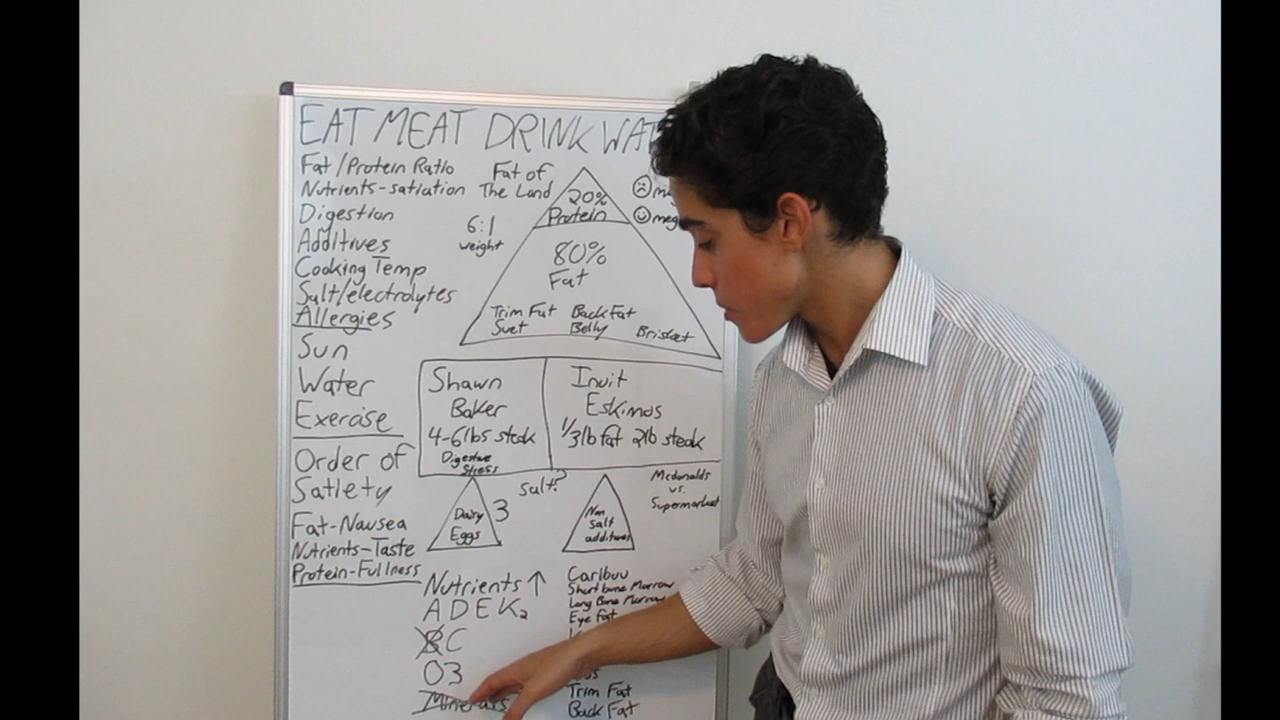 EAT MEAT DRINK WAT
Fat/Protein Ratio
Nutrients-satiation
Digestion
Additives
Cooking Temp
Salt/electrolytes
Allergies
Sun
Water
Exercise
Order of
Satiety
Fat-Nausea
Nutrients-Taste
Protein-Fullness
Fat of
The Land
6:1
weight
20%
Protein
80%
Fat
Trim Fat Back Fat
Suet Belly Brisket
Shawn
Baker
4-6lbs steak
Digestive
Stress
Inuit
Eskimos
1/3lb fat 2lb steak
Dairy
Eggs
3
Salt?
Non
Salt
additives
Mcdonalds
vs.
Supermarket
Nutrients ↑
A D E K2
B C
O3
Minerals
Caribou
Short bone Marrow
Long Bone Marrow
Eye Fat
Trim Fat
Back Fat